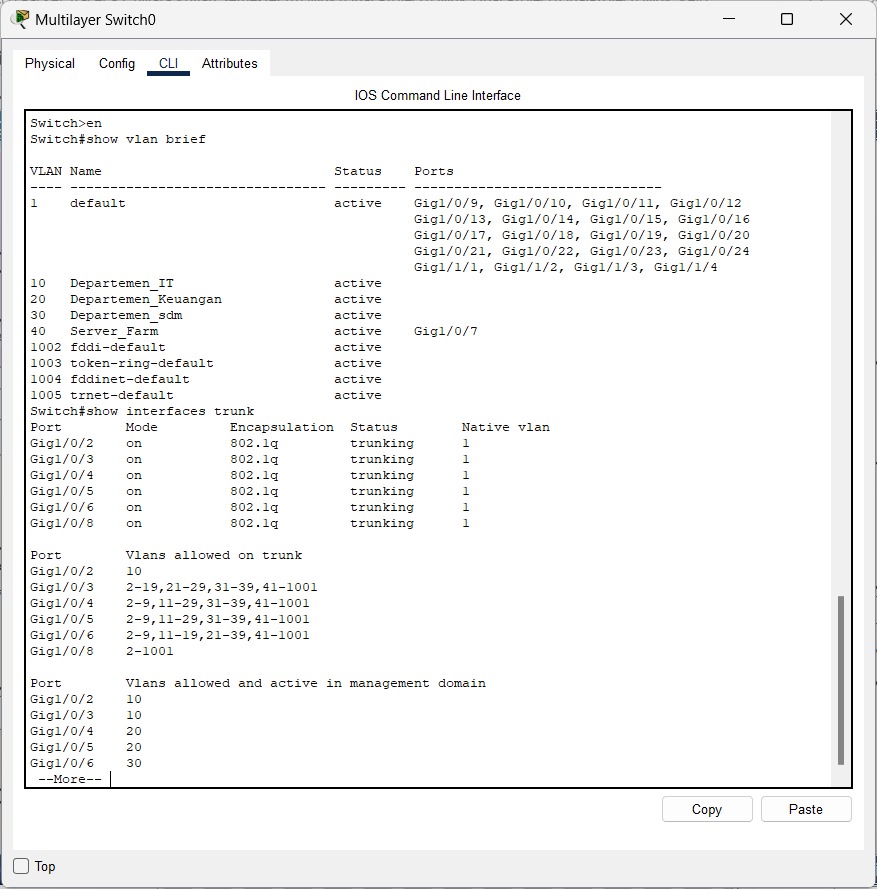 Multilayer Switch0
Physical Config CLI Attributes
IOS Command Line Interface
Switch>en
Switch#show vlan brief
VLAN Name Status Ports
---- -------------------------------- --------- -------------------------------
1 default active Gig1/0/9, Gig1/0/10, Gig1/0/11, Gig1/0/12
Gig1/0/13, Gig1/0/14, Gig1/0/15, Gig1/0/16
Gig1/0/17, Gig1/0/18, Gig1/0/19, Gig1/0/20
Gig1/0/21, Gig1/0/22, Gig1/0/23, Gig1/0/24
Gig1/1/1, Gig1/1/2, Gig1/1/3, Gig1/1/4
10 Departemen_IT active
20 Departemen_Keuangan active
30 Departemen_sdm active
40 Server_Farm active Gig1/0/7
1002 fddi-default active
1003 token-ring-default active
1004 fddinet-default active
1005 trnet-default active
Switch#show interfaces trunk
Port Mode Encapsulation Status Native vlan
Gig1/0/2 on 802.1q trunking 1
Gig1/0/3 on 802.1q trunking 1
Gig1/0/4 on 802.1q trunking 1
Gig1/0/5 on 802.1q trunking 1
Gig1/0/6 on 802.1q trunking 1
Gig1/0/8 on 802.1q trunking 1
Port Vlans allowed on trunk
Gig1/0/2 10
Gig1/0/3 2-19,21-29,31-39,41-1001
Gig1/0/4 2-9,11-29,31-39,41-1001
Gig1/0/5 2-9,11-29,31-39,41-1001
Gig1/0/6 2-9,11-19,21-39,41-1001
Gig1/0/8 2-1001
Port Vlans allowed and active in management domain
Gig1/0/2 10
Gig1/0/3 10
Gig1/0/4 20
Gig1/0/5 20
Gig1/0/6 30
--More--
Copy Paste
Top